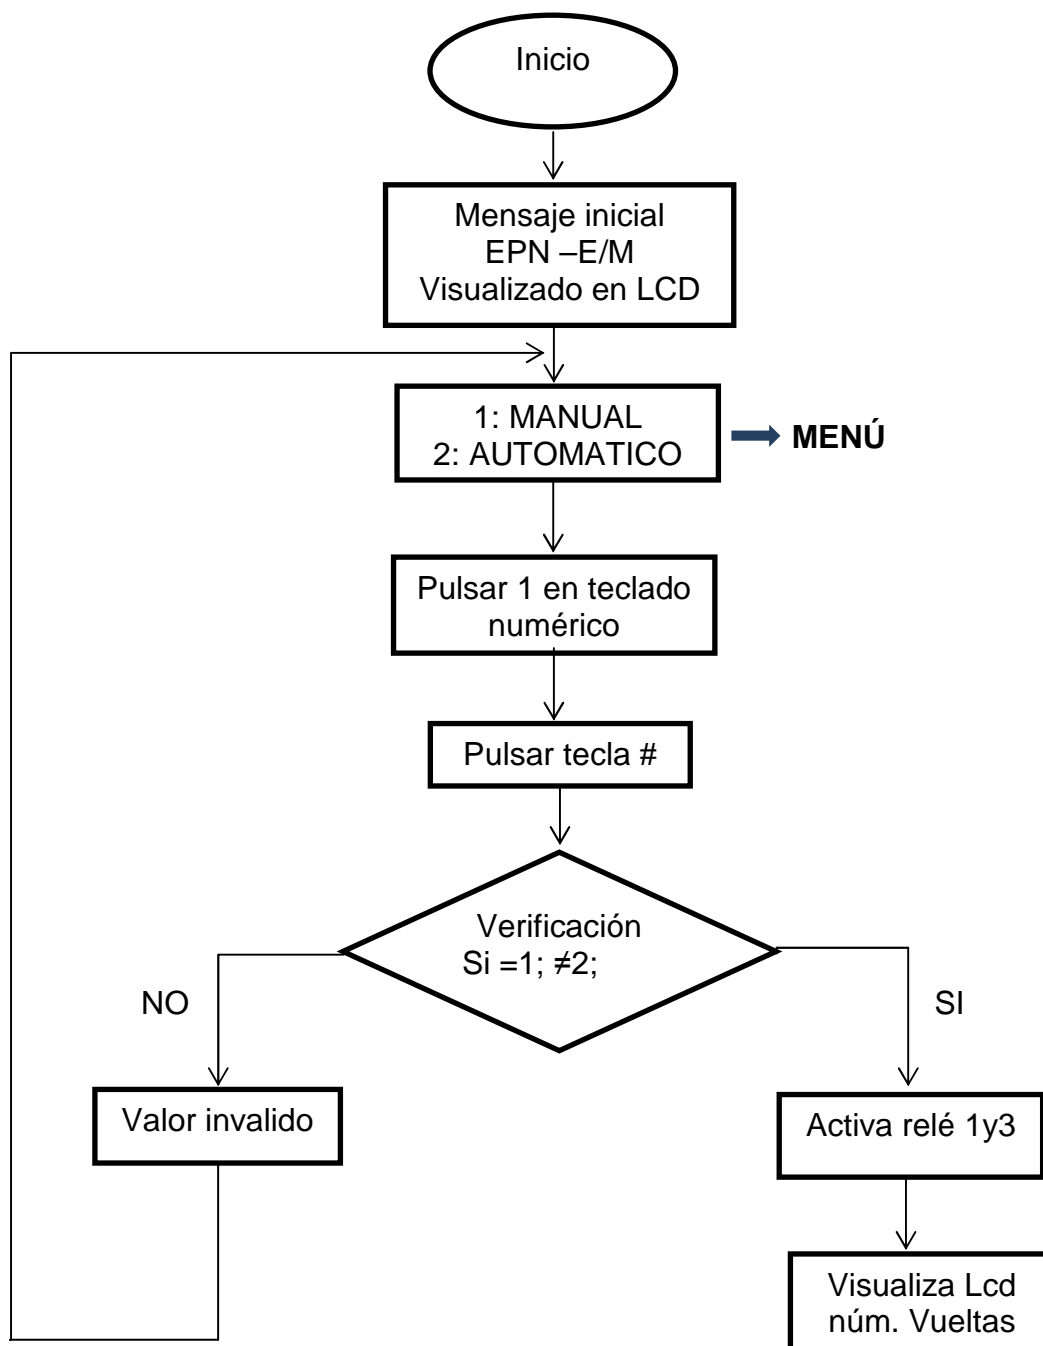 Inicio
Mensaje inicial
EPN –E/M
Visualizado en LCD
1: MANUAL
2: AUTOMATICO
MENÚ
Pulsar 1 en teclado
numérico
Pulsar tecla #
Verificación
Si =1; ≠2;
NO
SI
Valor invalido
Activa relé 1y3
Visualiza Lcd
núm. Vueltas